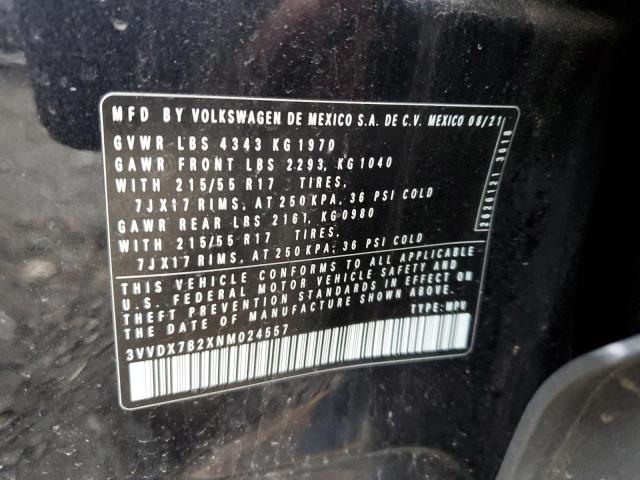 MFD BY VOLKSWAGEN DE MEXICO S.A. DE C.V. MEXICO 08/21
GVWR LBS 4343 KG 1970
GAWR FRONT LBS 2293, KG 1040
WITH 215/55 R17 TIRES,
7JX17 RIMS, AT 250 KPA, 36 PSI COLD
GAWR REAR LBS 2161, KG 0980
WITH 215/55 R17 TIRES,
7JX17 RIMS, AT 250 KPA, 36 PSI COLD
THIS VEHICLE CONFORMS TO ALL APPLICABLE
U.S. FEDERAL MOTOR VEHICLE SAFETY AND
THEFT PREVENTION STANDARDS IN EFFECT ON
THE DATE OF MANUFACTURE SHOWN ABOVE.
3VVDX7B2XNM024557 TYPE: MPV
2026121 3618